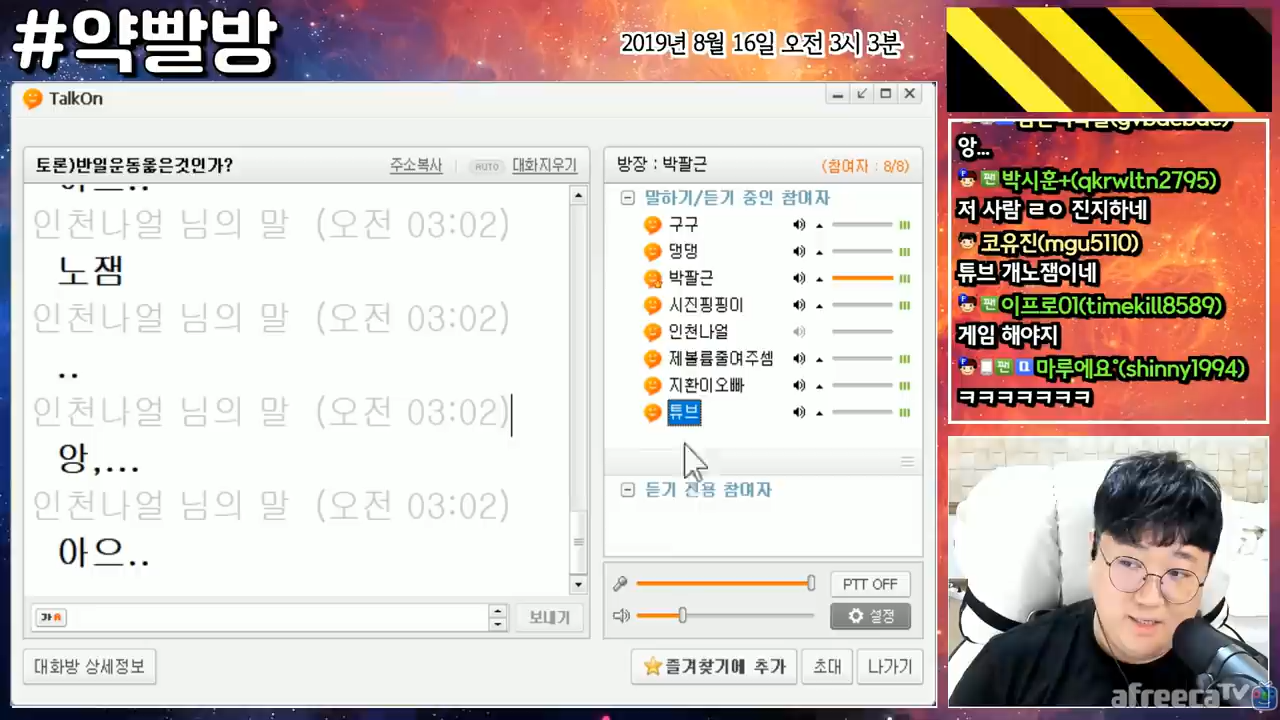 #약빨방
2019년 8월 16일 오전 3시 3분
TalkOn
토론)반일운동옳은것인가?
주소복사
AUTO
대화지우기
아으..
인천나얼 님의 말 (오전 03:02)
노잼
인천나얼 님의 말 (오전 03:02)
..
인천나얼 님의 말 (오전 03:02)
앙,...
인천나얼 님의 말 (오전 03:02)
아으..
가
보내기
대화방 상세정보
방장 : 박팔근
(참여자 : 8/8)
말하기/듣기 중인 참여자
구구
댕댕
박팔근
시진핑핑이
인천나얼
제볼륨줄여주셈
지환이오빠
튜브
듣기 전용 참여자
PTT OFF
설정
즐겨찾기에 추가
초대
나가기
앙...
팬 박시훈+(qkrwltn2795)
저 사람 ㄹㅇ 진지하네
코유진(mgu5110)
튜브 개노잼이네
팬 이프로01(timekill8589)
게임 해야지
팬 마루에요°(shinny1994)
ㅋㅋㅋㅋㅋㅋㅋ
afreecaTV